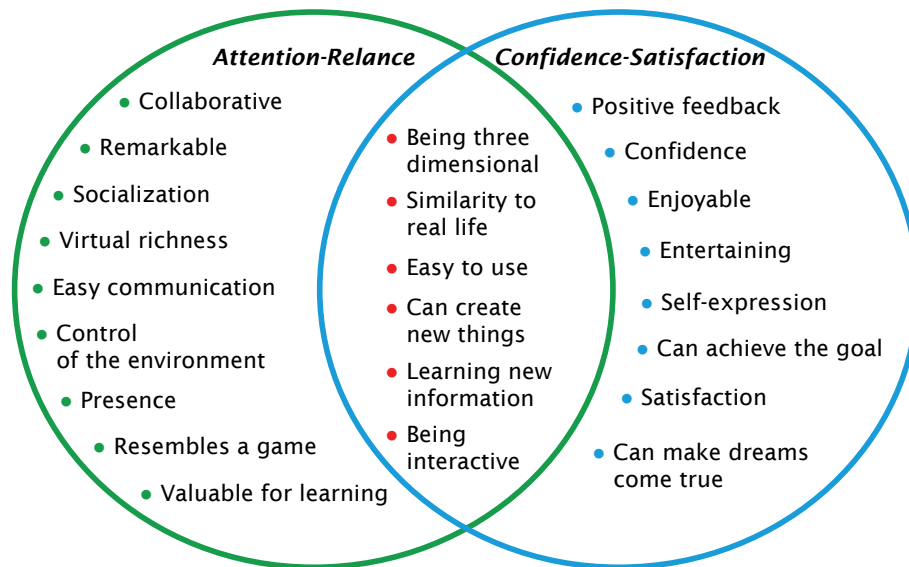 Attention-Relance
Collaborative
Remarkable
Socialization
Virtual richness
Easy communication
Control
of the environment
Presence
Resembles a game
Valuable for learning
Being three
dimensional
Similarity to
real life
Easy to use
Can create
new things
Learning new
information
Being
interactive
Confidence-Satisfaction
Positive feedback
Confidence
Enjoyable
Entertaining
Self-expression
Can achieve the goal
Satisfaction
Can make dreams
come true